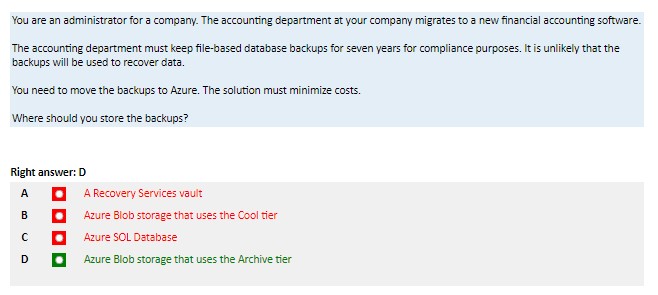 You are an administrator for a company. The accounting department at your company migrates to a new financial accounting software.
The accounting department must keep file-based database backups for seven years for compliance purposes. It is unlikely that the
backups will be used to recover data.
You need to move the backups to Azure. The solution must minimize costs.
Where should you store the backups?
Right answer: D
A A Recovery Services vault
B Azure Blob storage that uses the Cool tier
C Azure SOL Database
D Azure Blob storage that uses the Archive tier